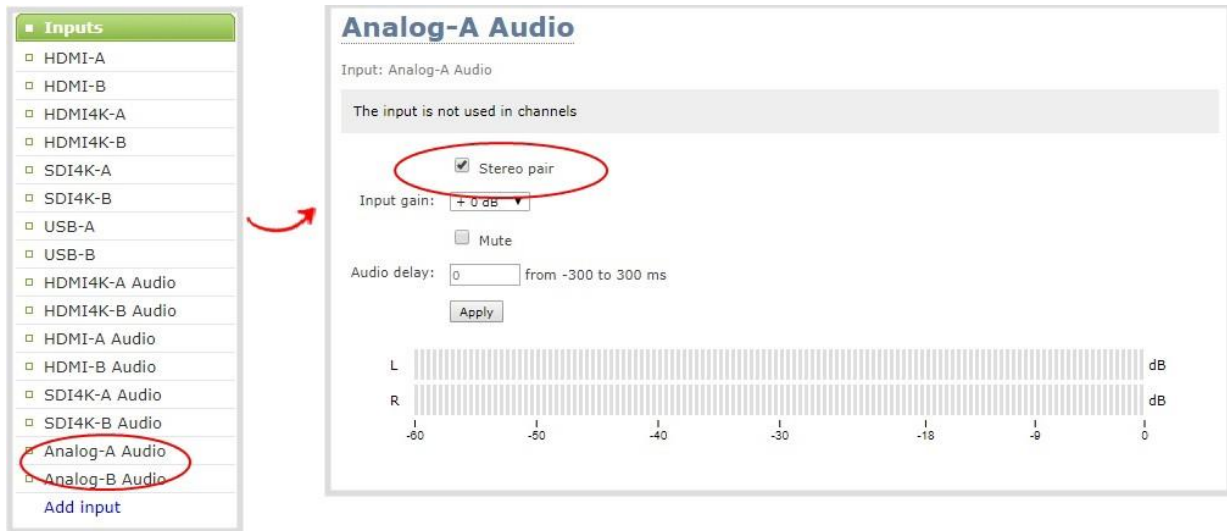 Inputs
HDMI-A
HDMI-B
HDMI4K-A
HDMI4K-B
SDI4K-A
SDI4K-B
USB-A
USB-B
HDMI4K-A Audio
HDMI4K-B Audio
HDMI-A Audio
HDMI-B Audio
SDI4K-A Audio
SDI4K-B Audio
Analog-A Audio
Analog-B Audio
Add input
Analog-A Audio
Input: Analog-A Audio
The input is not used in channels
Stereo pair
Input gain: + 0 dB
Mute
Audio delay: 0 from -300 to 300 ms
Apply
L dB
R dB
-60 -50 -40 -30 -18 -9 0